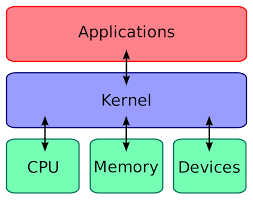 Applications
Kernel
CPU
Memory
Devices